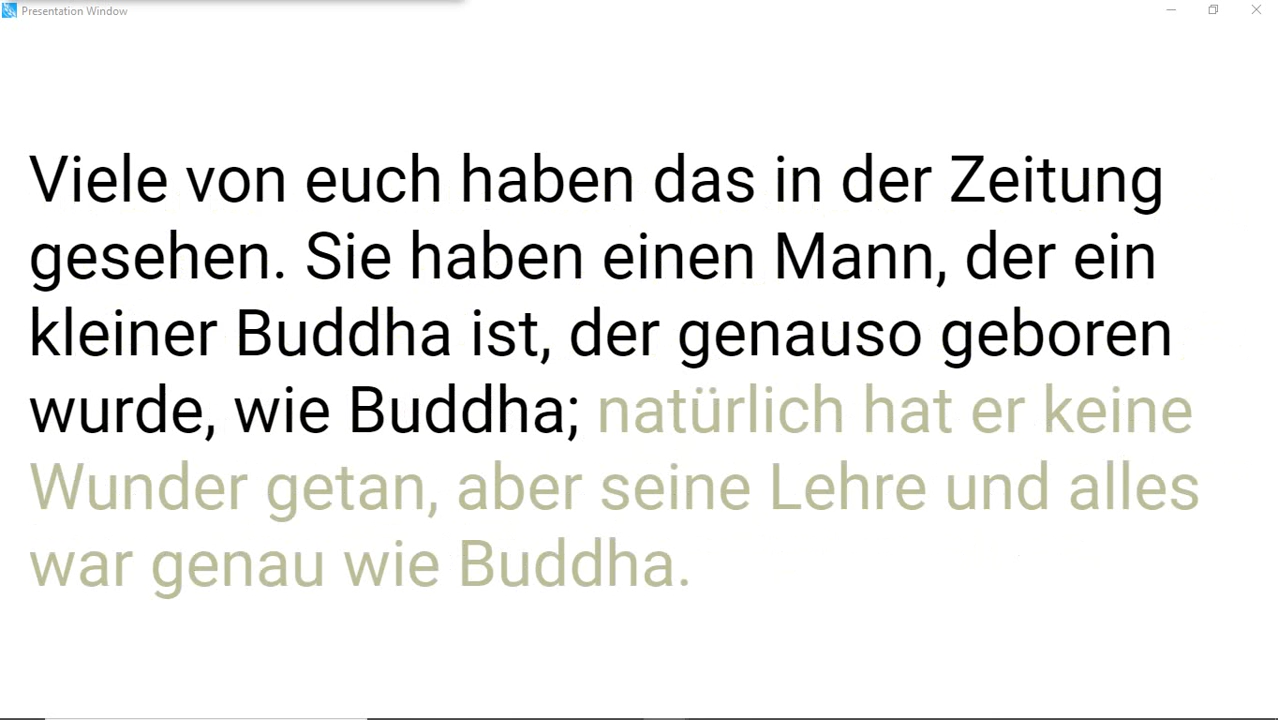 Presentation Window
Viele von euch haben das in der Zeitung
gesehen. Sie haben einen Mann, der ein
kleiner Buddha ist, der genauso geboren
wurde, wie Buddha; natürlich hat er keine
Wunder getan, aber seine Lehre und alles
war genau wie Buddha.